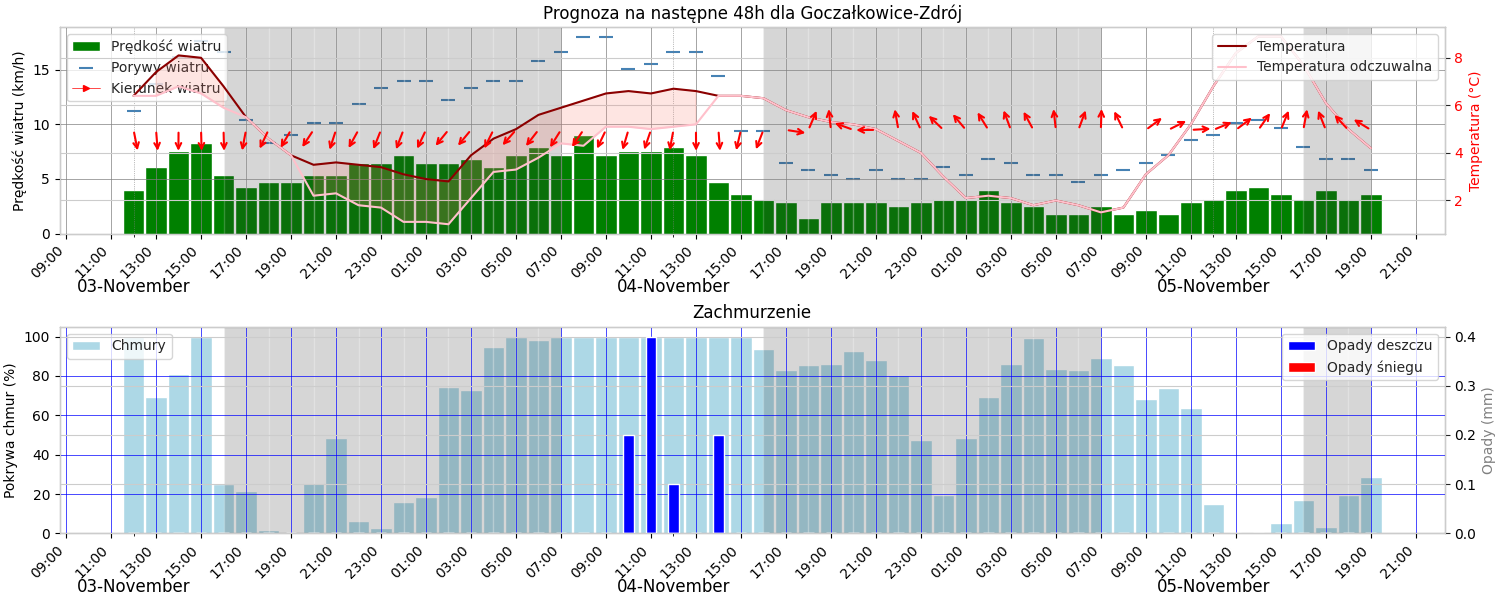 Prognoza na następne 48h dla Goczałkowice-Zdrój
Prędkość wiatru
Porywy wiatru
Kierunek wiatru
Temperatura
Temperatura odczuwalna
Prędkość wiatru (km/h)
15
10
5
0
8
6
4
2
Temperatura (°C)
09:00 11:00 13:00 15:00 17:00 19:00 21:00 23:00 01:00 03:00 05:00 07:00 09:00 11:00 13:00 15:00 17:00 19:00 21:00 23:00 01:00 03:00 05:00 07:00 09:00 11:00 13:00 15:00 17:00 19:00 21:00
03-November 04-November 05-November
Zachmurzenie
Chmury
Opady deszczu
Opady śniegu
Pokrywa chmur (%)
100
80
60
40
20
0
0.4
0.3
0.2
0.1
0.0
Opady (mm)
09:00 11:00 13:00 15:00 17:00 19:00 21:00 23:00 01:00 03:00 05:00 07:00 09:00 11:00 13:00 15:00 17:00 19:00 21:00 23:00 01:00 03:00 05:00 07:00 09:00 11:00 13:00 15:00 17:00 19:00 21:00
03-November 04-November 05-November